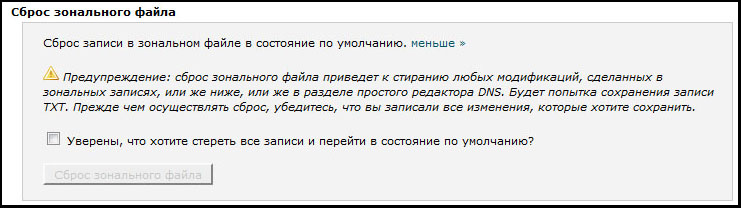 Сброс зонального файла
Сброс записи в зональном файле в состояние по умолчанию. меньше »
Предупреждение: сброс зонального файла приведет к стиранию любых модификаций, сделанных в
зональных записях, или же ниже, или же в разделе простого редактора DNS. Будет попытка сохранения записи
TXT. Прежде чем осуществлять сброс, убедитесь, что вы записали все изменения, которые хотите сохранить.
Уверены, что хотите стереть все записи и перейти в состояние по умолчанию?
Сброс зонального файла